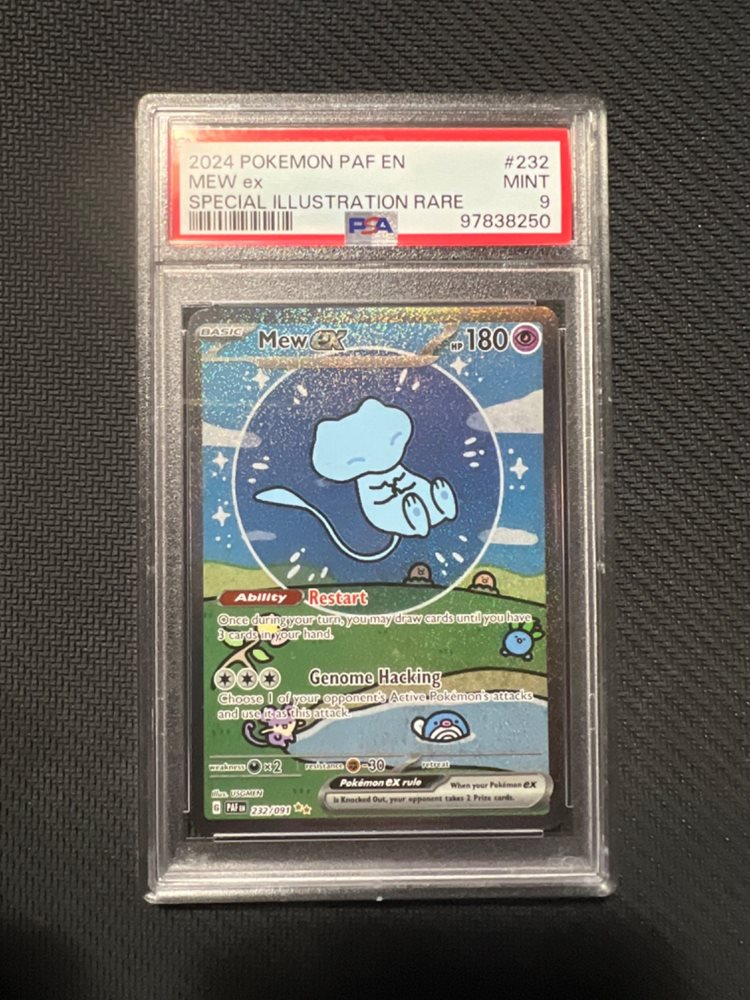 2024 POKEMON PAF EN #232
MEW ex MINT
SPECIAL ILLUSTRATION RARE 9
PSA 97838250
BASIC Mew ex HP 180
Ability Restart
Once during your turn, you may draw cards until you have
3 cards in your hand.
Genome Hacking
Choose 1 of your opponent's Active Pokémon's attacks
and use it as this attack.
weakness ×2 resistance -30 retreat
Pokémon ex rule When your Pokémon ex
is Knocked Out, your opponent takes 2 Prize cards.
Illus. USGMEN
G PAF EN 232/091